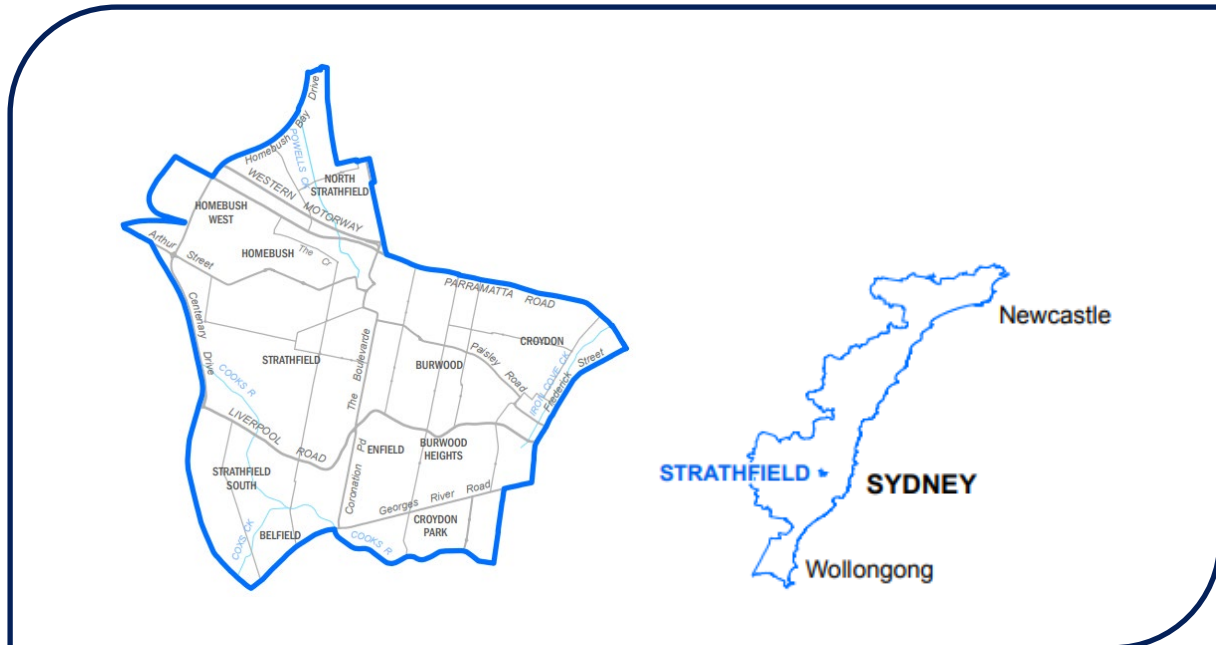 Homebush Bay Drive
POWELLS CK
NORTH
STRATHFIELD
WESTERN MOTORWAY
HOMEBUSH
WEST
Arthur Street
HOMEBUSH
The Cr
PARRAMATTA ROAD
Centenary Drive
STRATHFIELD
The Boulevarde
BURWOOD
Paisley Road
CROYDON
IRON COVE CK
Frederick Street
COOKS R
LIVERPOOL ROAD
Coronation Pd
ENFIELD
BURWOOD
HEIGHTS
STRATHFIELD
SOUTH
Georges River Road
CROYDON
PARK
COXS CK
BELFIELD
COOKS R
Newcastle
STRATHFIELD
SYDNEY
Wollongong